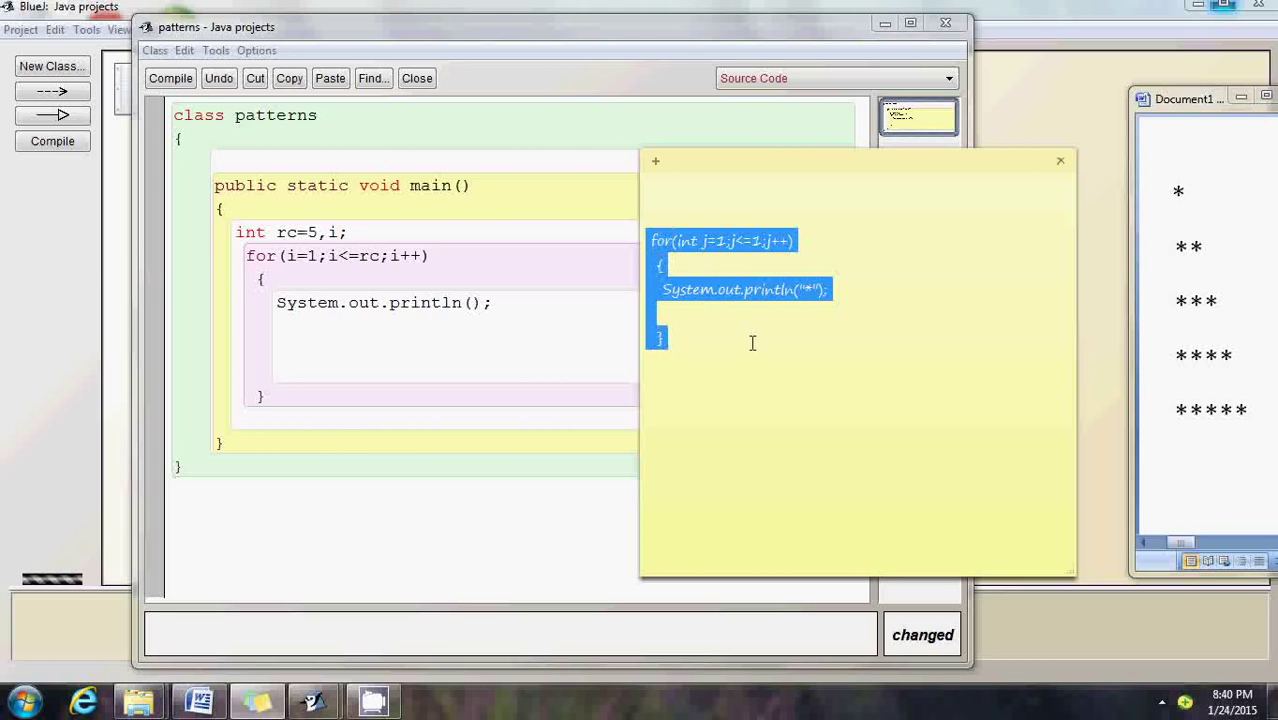 BlueJ: Java projects
Project Edit Tools View
New Class...
Compile
patterns - Java projects
Class Edit Tools Options
Compile Undo Cut Copy Paste Find... Close
Source Code
class patterns
{
public static void main()
{
int rc=5,i;
for(i=1;i<=rc;i++)
{
System.out.println();
}
}
}
changed
+
×
for(int j=1;j<=1;j++)
{
System.out.println("*");
}
Document1 ...
*
**
***
****
*****
8:40 PM
1/24/2015